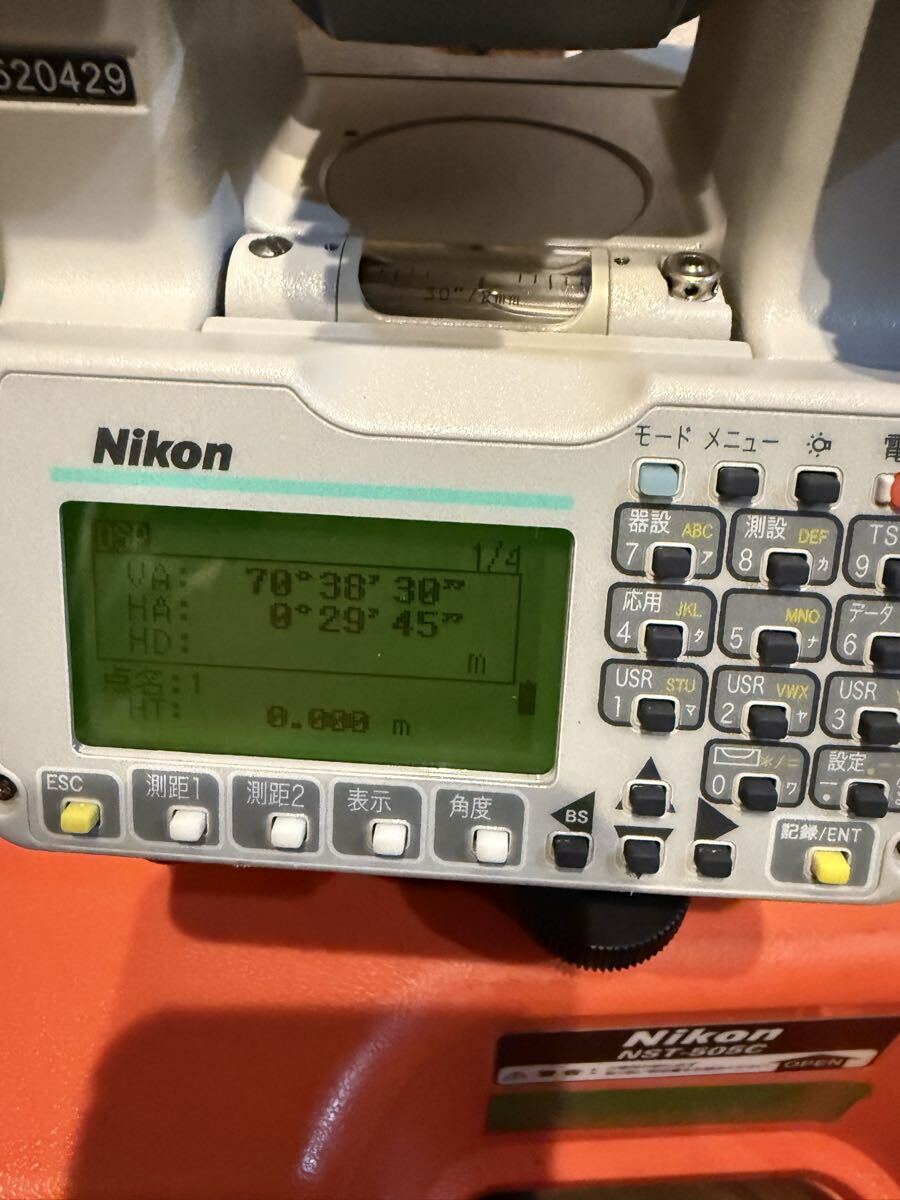 520429
30"/2mm
Nikon
モード メニュー 電
1/4
VA: 70°38'30"
HA: 0°29'45"
HD: m
点名:1
HT: 0.000 m
器設 ABC 7 ア
測設 DEF 8 カ
TS 9
応用 JKL 4 タ
MNO 5 ナ
データ 6
USR STU 1 マ
USR VWX 2 ヤ
USR 3
*/= 0 ワ
設定 .
ESC
測距1
測距2
表示
角度
BS
記録/ENT
Nikon
NST-505C
OPEN